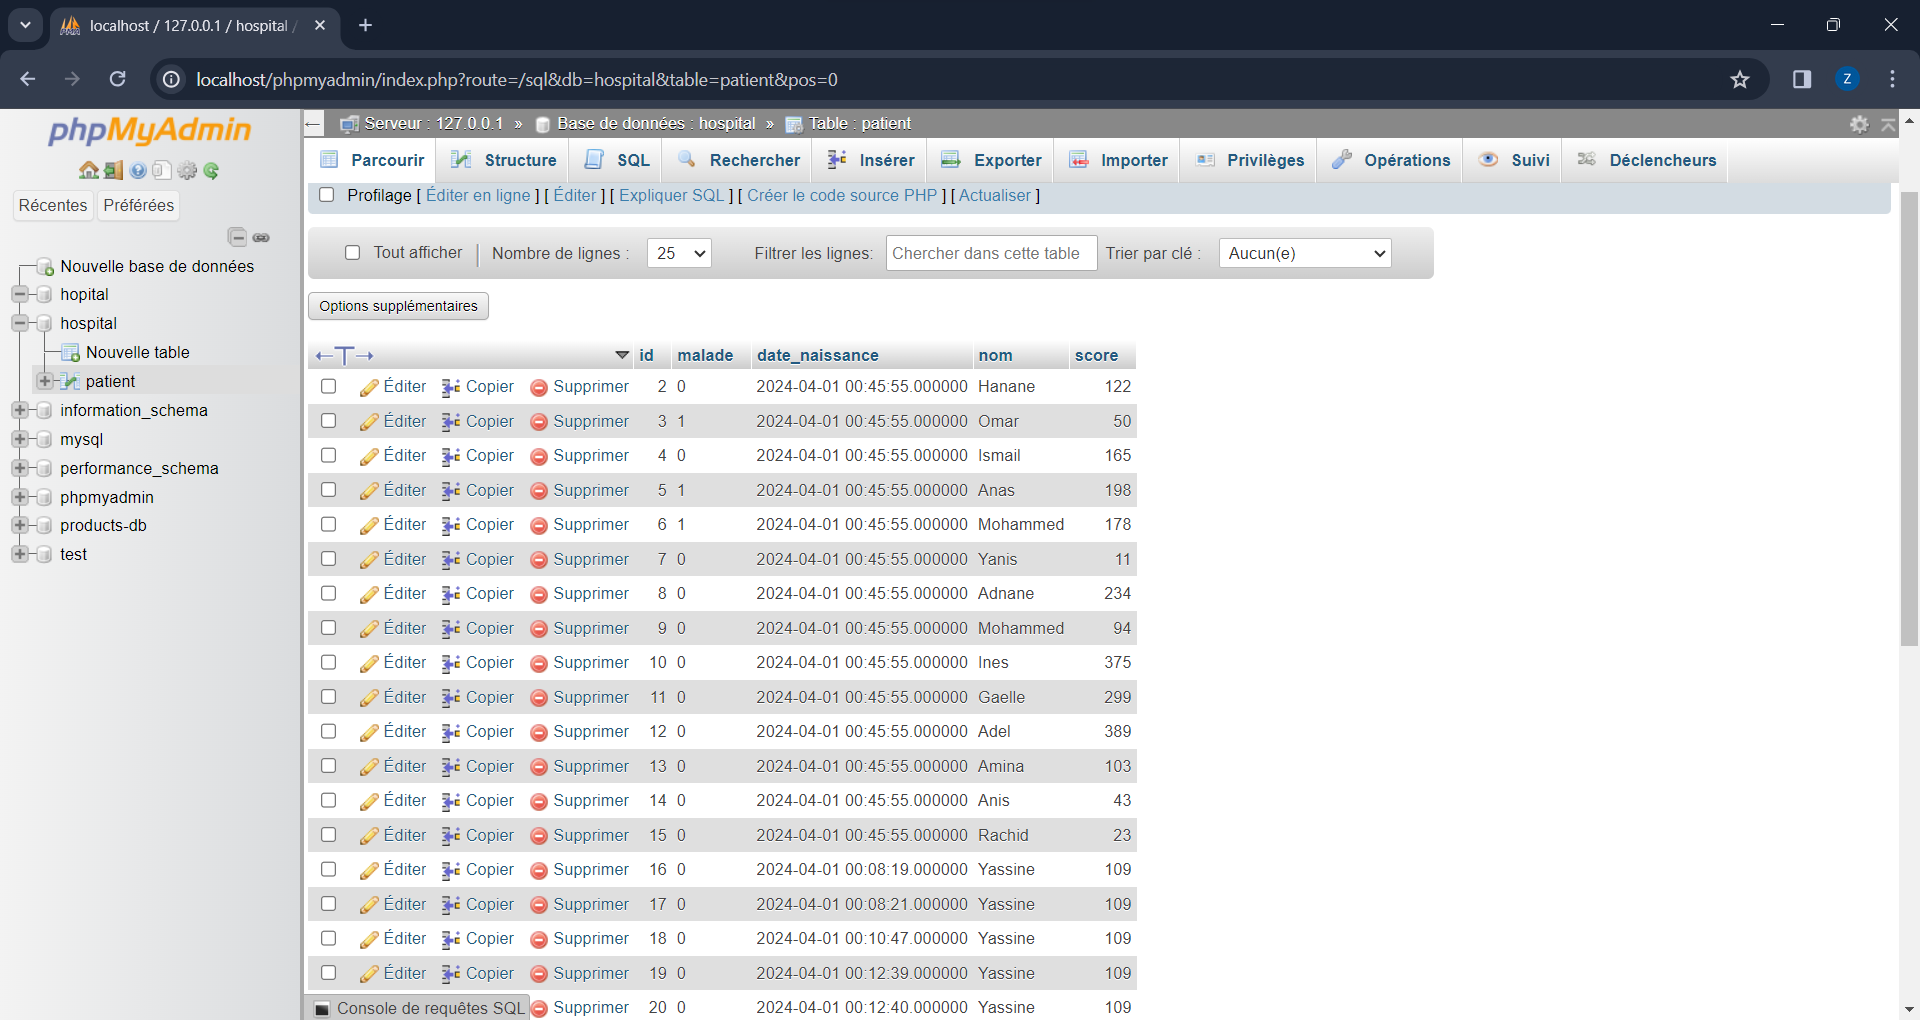 localhost / 127.0.0.1 / hospital /
localhost/phpmyadmin/index.php?route=/sql&db=hospital&table=patient&pos=0
Z
phpMyAdmin
Récentes Préférées
Nouvelle base de données
hopital
hospital
Nouvelle table
patient
information_schema
mysql
performance_schema
phpmyadmin
products-db
test
Serveur : 127.0.0.1 » Base de données : hospital » Table : patient
Parcourir Structure SQL Rechercher Insérer Exporter Importer Privilèges Opérations Suivi Déclencheurs
Profilage [ Éditer en ligne ] [ Éditer ] [ Expliquer SQL ] [ Créer le code source PHP ] [ Actualiser ]
Tout afficher Nombre de lignes : 25 Filtrer les lignes: Chercher dans cette table Trier par clé : Aucun(e)
Options supplémentaires
←T→ id malade date_naissance nom score
Éditer Copier Supprimer 2 0 2024-04-01 00:45:55.000000 Hanane 122
Éditer Copier Supprimer 3 1 2024-04-01 00:45:55.000000 Omar 50
Éditer Copier Supprimer 4 0 2024-04-01 00:45:55.000000 Ismail 165
Éditer Copier Supprimer 5 1 2024-04-01 00:45:55.000000 Anas 198
Éditer Copier Supprimer 6 1 2024-04-01 00:45:55.000000 Mohammed 178
Éditer Copier Supprimer 7 0 2024-04-01 00:45:55.000000 Yanis 11
Éditer Copier Supprimer 8 0 2024-04-01 00:45:55.000000 Adnane 234
Éditer Copier Supprimer 9 0 2024-04-01 00:45:55.000000 Mohammed 94
Éditer Copier Supprimer 10 0 2024-04-01 00:45:55.000000 Ines 375
Éditer Copier Supprimer 11 0 2024-04-01 00:45:55.000000 Gaelle 299
Éditer Copier Supprimer 12 0 2024-04-01 00:45:55.000000 Adel 389
Éditer Copier Supprimer 13 0 2024-04-01 00:45:55.000000 Amina 103
Éditer Copier Supprimer 14 0 2024-04-01 00:45:55.000000 Anis 43
Éditer Copier Supprimer 15 0 2024-04-01 00:45:55.000000 Rachid 23
Éditer Copier Supprimer 16 0 2024-04-01 00:08:19.000000 Yassine 109
Éditer Copier Supprimer 17 0 2024-04-01 00:08:21.000000 Yassine 109
Éditer Copier Supprimer 18 0 2024-04-01 00:10:47.000000 Yassine 109
Éditer Copier Supprimer 19 0 2024-04-01 00:12:39.000000 Yassine 109
Console de requêtes SQL Supprimer 20 0 2024-04-01 00:12:40.000000 Yassine 109